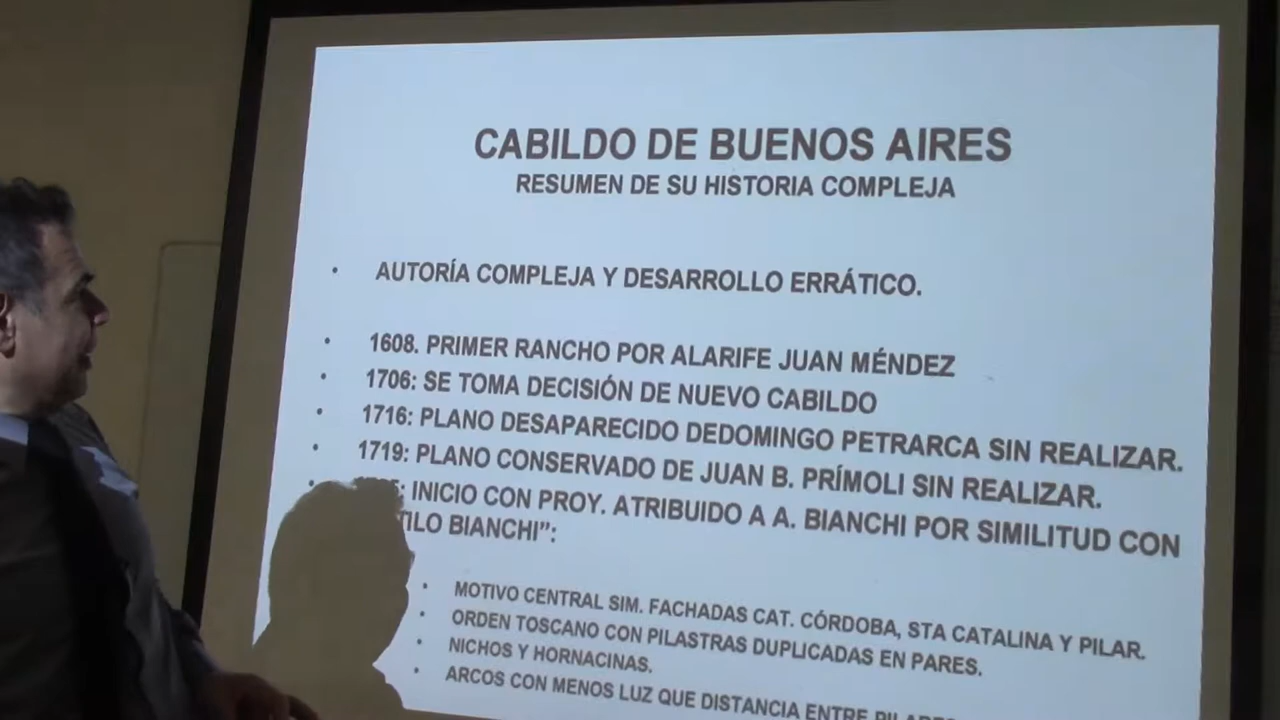 CABILDO DE BUENOS AIRES
RESUMEN DE SU HISTORIA COMPLEJA
• AUTORÍA COMPLEJA Y DESARROLLO ERRÁTICO.
• 1608. PRIMER RANCHO POR ALARIFE JUAN MÉNDEZ
• 1706: SE TOMA DECISIÓN DE NUEVO CABILDO
• 1716: PLANO DESAPARECIDO DEDOMINGO PETRARCA SIN REALIZAR.
• 1719: PLANO CONSERVADO DE JUAN B. PRÍMOLI SIN REALIZAR.
• : INICIO CON PROY. ATRIBUIDO A A. BIANCHI POR SIMILITUD CON
BIANCHI”:
• MOTIVO CENTRAL SIM. FACHADAS CAT. CÓRDOBA, STA CATALINA Y PILAR.
• ORDEN TOSCANO CON PILASTRAS DUPLICADAS EN PARES.
• NICHOS Y HORNACINAS.
• ARCOS CON MENOS LUZ QUE DISTANCIA ENTRE